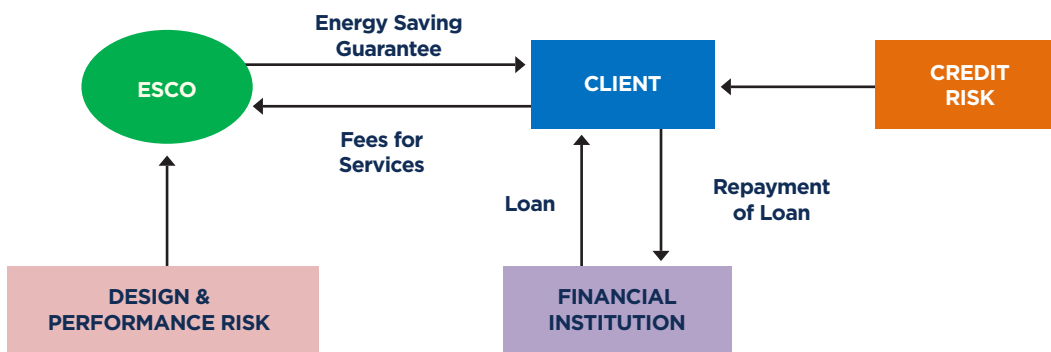 Energy Saving
Guarantee
ESCO
CLIENT
CREDIT
RISK
Fees for
Services
Loan
Repayment
of Loan
DESIGN &
PERFORMANCE RISK
FINANCIAL
INSTITUTION